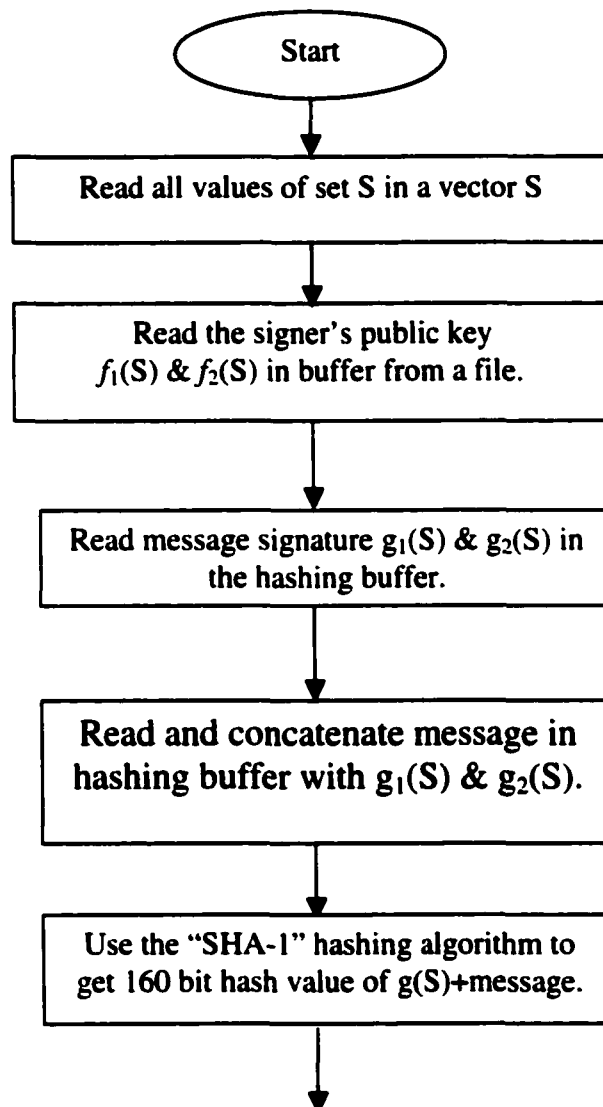 Start
Read all values of set S in a vector S
Read the signer's public key
f₁(S) & f₂(S) in buffer from a file.
Read message signature g₁(S) & g₂(S) in
the hashing buffer.
Read and concatenate message in
hashing buffer with g₁(S) & g₂(S).
Use the “SHA-1” hashing algorithm to
get 160 bit hash value of g(S)+message.